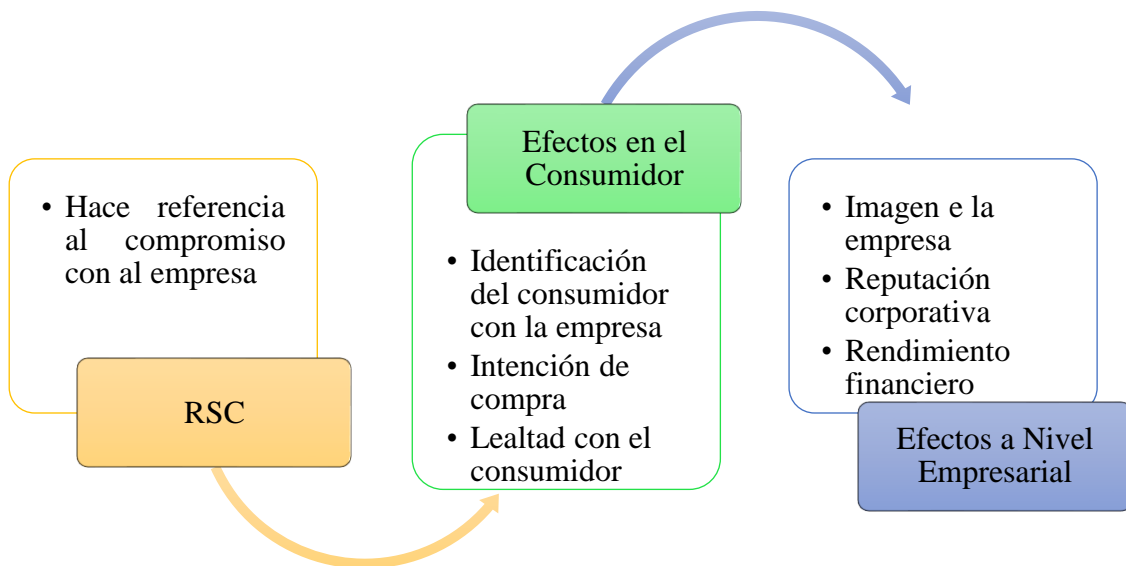 • Hace referencia
al compromiso
con al empresa
RSC
Efectos en el
Consumidor
• Identificación
del consumidor
con la empresa
• Intención de
compra
• Lealtad con el
consumidor
• Imagen e la
empresa
• Reputación
corporativa
• Rendimiento
financiero
Efectos a Nivel
Empresarial